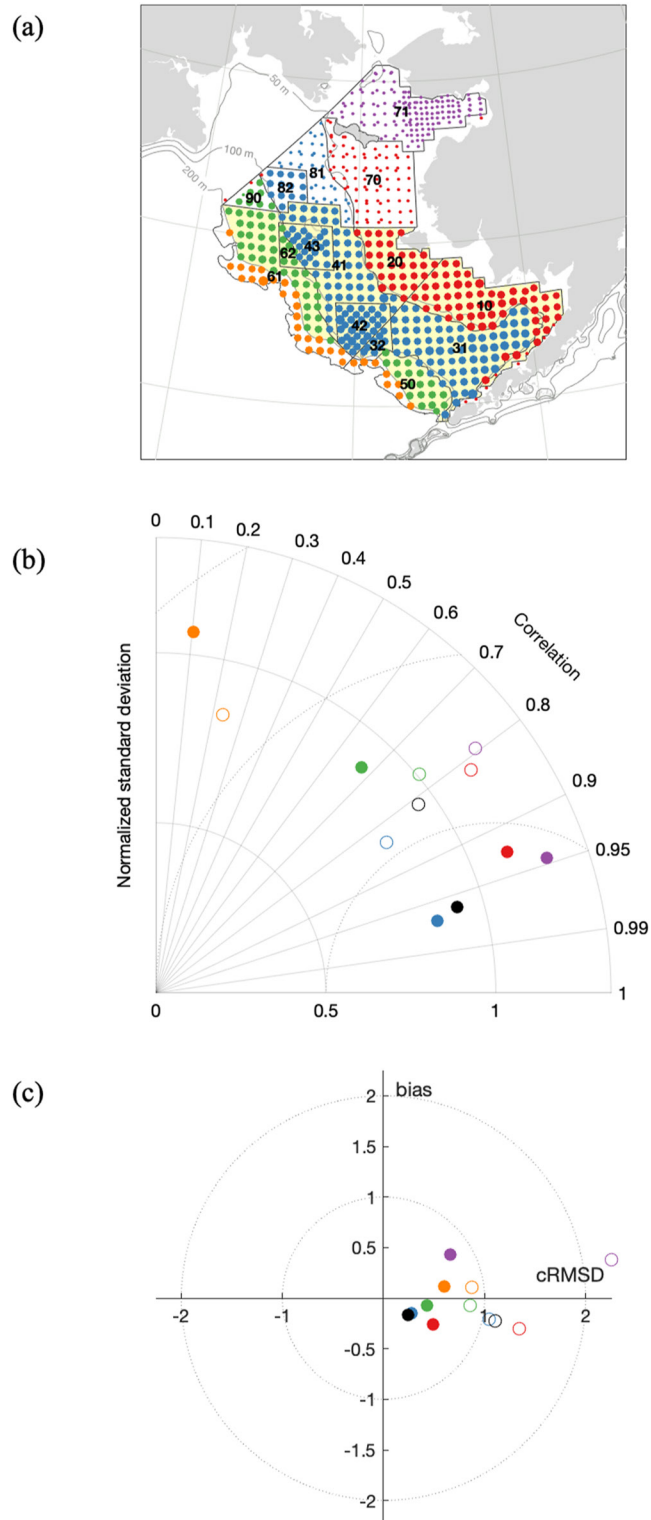 (a)
50 m
100 m
200 m
71
81
70
82
90
43
62
20
41
61
10
42
32
31
50
(b)
0 0.1 0.2 0.3 0.4 0.5 0.6 0.7 0.8 0.9 0.95 0.99 1
Correlation
Normalized standard deviation
0 0.5 1
(c)
bias
2
1.5
1
0.5
cRMSD
-2 -1 1 2
-0.5
-1
-1.5
-2